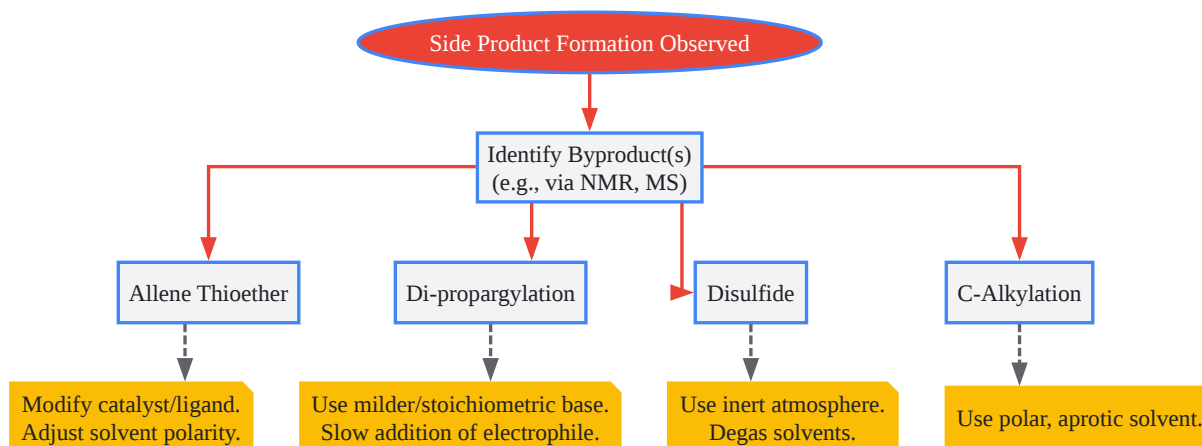 Side Product Formation Observed
Identify Byproduct(s)
(e.g., via NMR, MS)
Allene Thioether
Di-propargylation
Disulfide
C-Alkylation
Modify catalyst/ligand.
Adjust solvent polarity.
Use milder/stoichiometric base.
Slow addition of electrophile.
Use inert atmosphere.
Degas solvents.
Use polar, aprotic solvent.